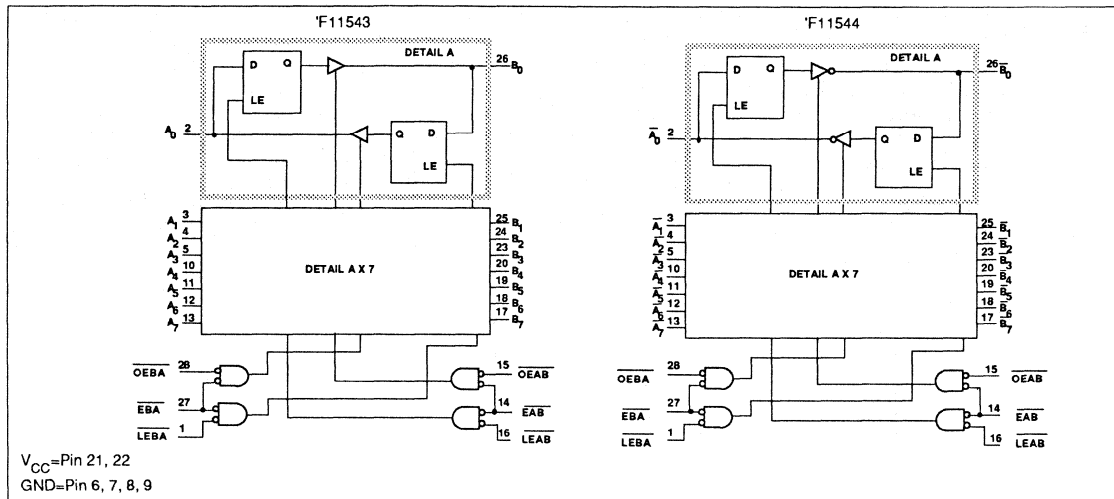 'F11543
DETAIL A
D Q
LE
26 B0
A0 2
Q D
LE
A1 3
A2 4
A3 5
A4 10
A5 11
A6 12
A7 13
DETAIL A X 7
25 B1
24 B2
23 B3
20 B4
19 B5
18 B6
17 B7
OEBA 28
EBA 27
LEBA 1
15 OEAB
14 EAB
16 LEAB
'F11544
DETAIL A
D Q
LE
26 B0
A0 2
Q D
LE
A1 3
A2 4
A3 5
A4 10
A5 11
A6 12
A7 13
DETAIL A X 7
25 B1
24 B2
23 B3
20 B4
19 B5
18 B6
17 B7
OEBA 28
EBA 27
LEBA 1
15 OEAB
14 EAB
16 LEAB
VCC=Pin 21, 22
GND=Pin 6, 7, 8, 9